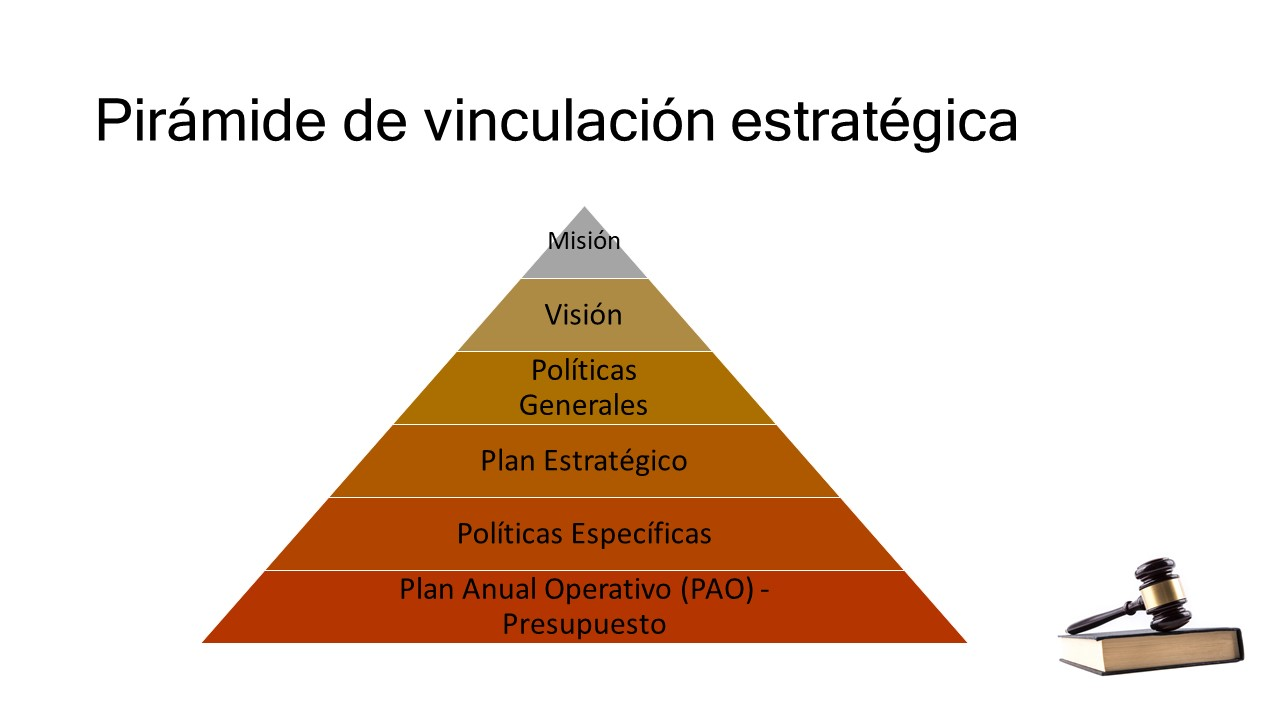 Pirámide de vinculación estratégica
Misión
Visión
Políticas
Generales
Plan Estratégico
Políticas Específicas
Plan Anual Operativo (PAO) -
Presupuesto